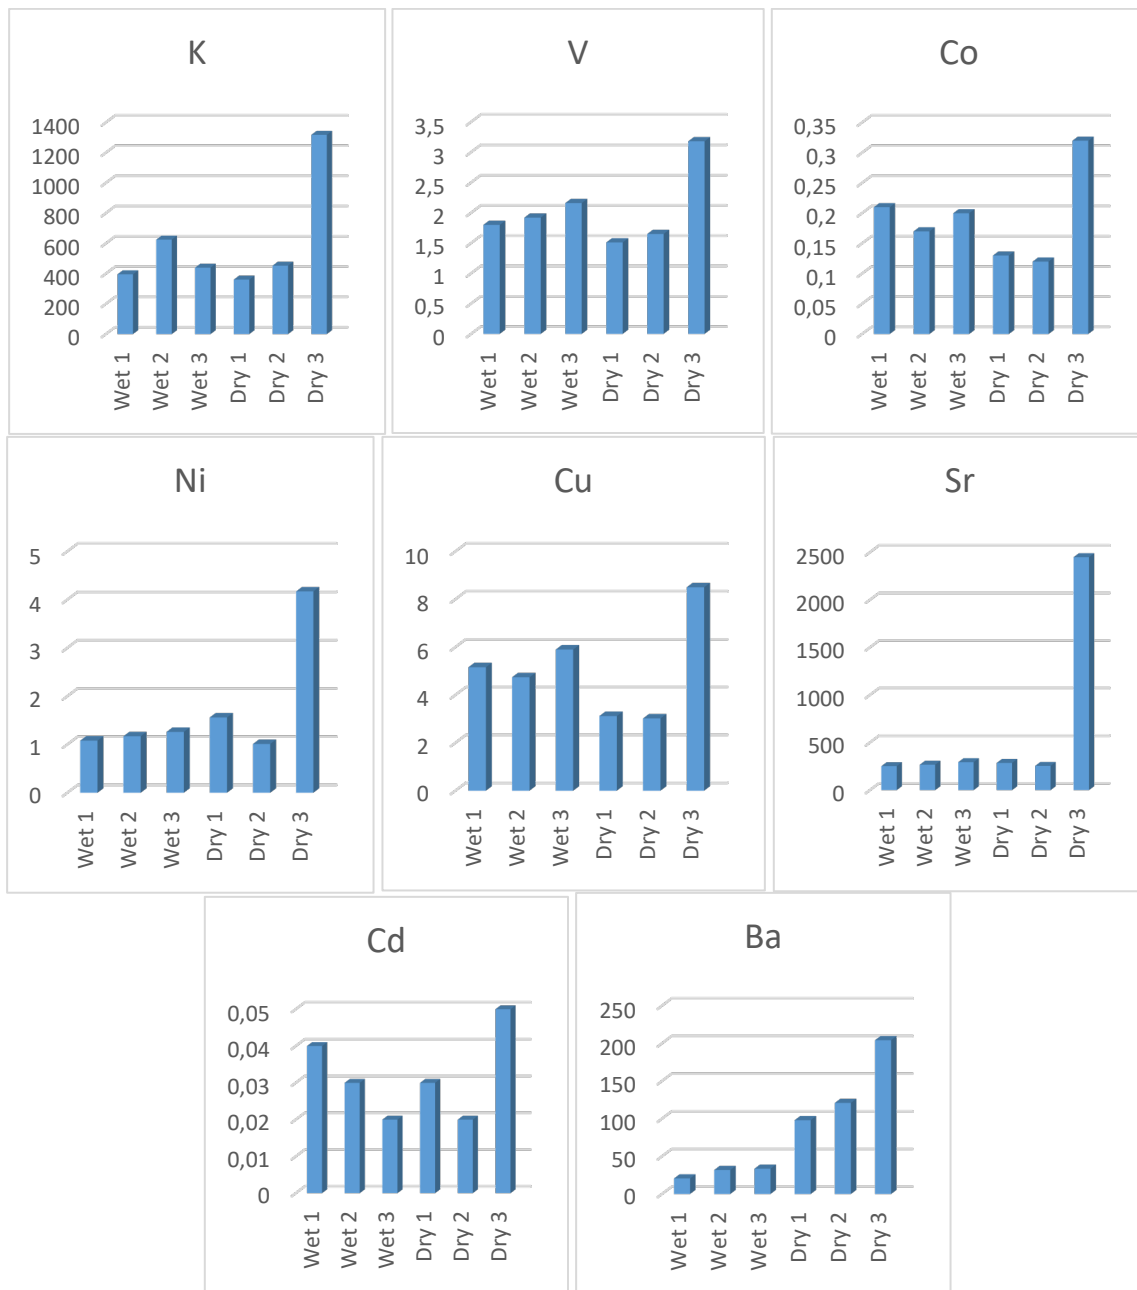 K
1400
1200
1000
800
600
400
200
0
Wet 1
Wet 2
Wet 3
Dry 1
Dry 2
Dry 3
V
3,5
3
2,5
2
1,5
1
0,5
0
Wet 1
Wet 2
Wet 3
Dry 1
Dry 2
Dry 3
Co
0,35
0,3
0,25
0,2
0,15
0,1
0,05
0
Wet 1
Wet 2
Wet 3
Dry 1
Dry 2
Dry 3
Ni
5
4
3
2
1
0
Wet 1
Wet 2
Wet 3
Dry 1
Dry 2
Dry 3
Cu
10
8
6
4
2
0
Wet 1
Wet 2
Wet 3
Dry 1
Dry 2
Dry 3
Sr
2500
2000
1500
1000
500
0
Wet 1
Wet 2
Wet 3
Dry 1
Dry 2
Dry 3
Cd
0,05
0,04
0,03
0,02
0,01
0
Wet 1
Wet 2
Wet 3
Dry 1
Dry 2
Dry 3
Ba
250
200
150
100
50
0
Wet 1
Wet 2
Wet 3
Dry 1
Dry 2
Dry 3